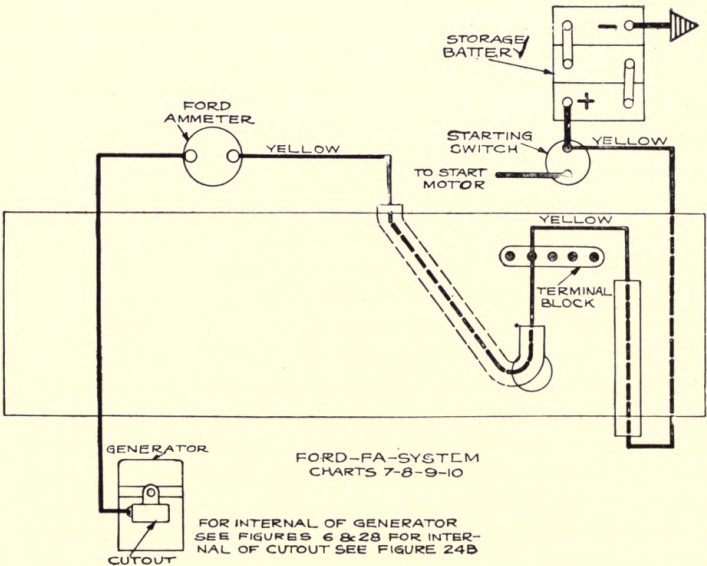 STORAGE
BATTERY
-
+
FORD
AMMETER
YELLOW
STARTING
SWITCH
YELLOW
TO START
MOTOR
YELLOW
TERMINAL
BLOCK
GENERATOR
FORD-FA-SYSTEM
CHARTS 7-8-9-10
FOR INTERNAL OF GENERATOR
SEE FIGURES 6 & 28 FOR INTER-
NAL OF CUTOUT SEE FIGURE 24B
CUTOUT